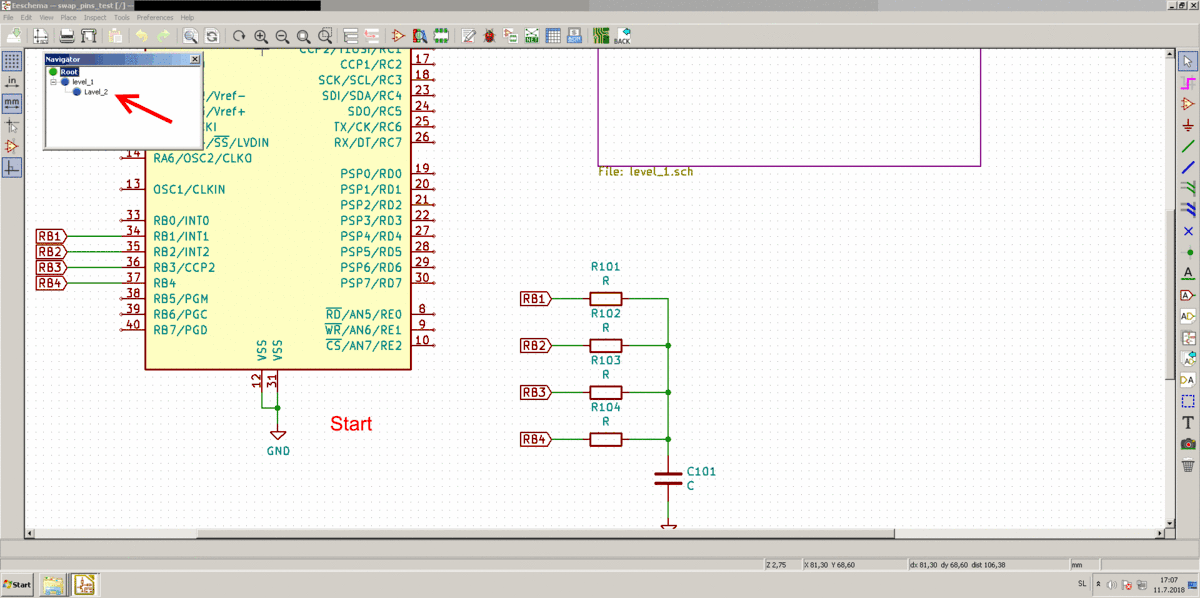 Eeschema — swap_pins_test [/] —
File Edit View Place Inspect Tools Preferences Help
BACK
NET
in
mm
Navigator
Root
level_1
Lavel_2
CCP1/RC2 17
SCK/SCL/RC3 18
/Vref- SDI/SDA/RC4 23
/Vref+ SDO/RC5 24
KI TX/CK/RC6 25
/SS/LVDIN RX/DT/RC7 26
14 RA6/OSC2/CLKO
PSP0/RD0 19
13 OSC1/CLKIN PSP1/RD1 20
PSP2/RD2 21
33 RB0/INT0 PSP3/RD3 22
RB1 34 RB1/INT1 PSP4/RD4 27
RB2 35 RB2/INT2 PSP5/RD5 28
RB3 36 RB3/CCP2 PSP6/RD6 29
RB4 37 RB4 PSP7/RD7 30
38 RB5/PGM
39 RB6/PGC RD/AN5/RE0 8
40 RB7/PGD WR/AN6/RE1 9
CS/AN7/RE2 10
VSS VSS
12 31
GND
Start
File: level_1.sch
R101
R
RB1
R102
R
RB2
R103
R
RB3
R104
R
RB4
C101
C
Z 2,75 X 81,30 Y 68,60 dx 81,30 dy 68,60 dist 106,38 mm
Start
SL
17:07
11.7.2018